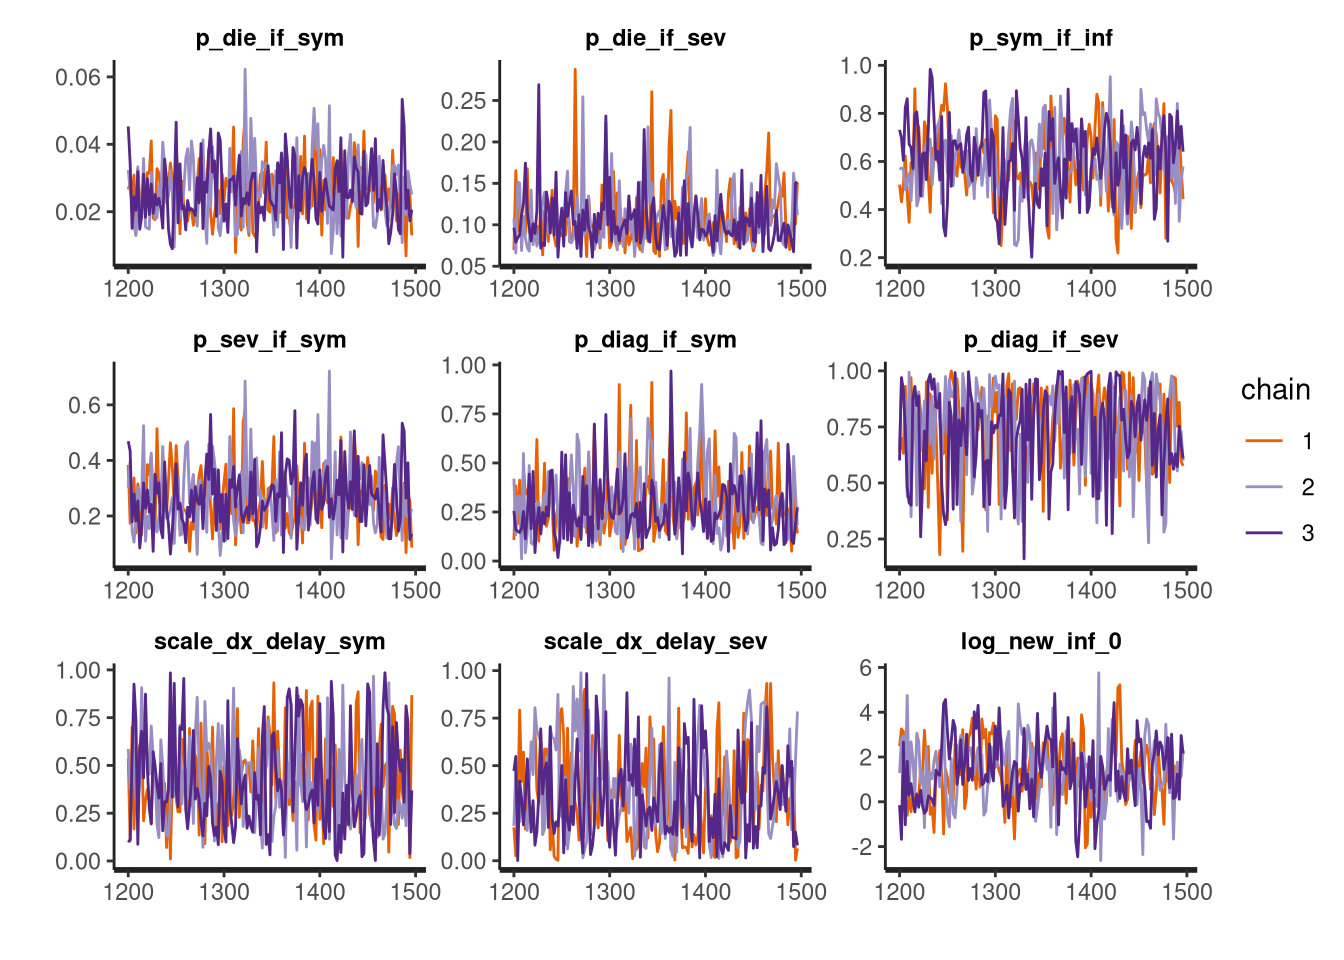 p_die_if_sym p_die_if_sev p_sym_if_inf
0.06 0.25 1.0
0.04 0.20 0.8
0.02 0.15 0.6
0.10 0.4
0.05 0.2
1200 1300 1400 1500 1200 1300 1400 1500 1200 1300 1400 1500
p_sev_if_sym p_diag_if_sym p_diag_if_sev
0.6 1.00 1.00
0.4 0.75 0.75
0.2 0.50 0.50
0.25 0.25
0.00
1200 1300 1400 1500 1200 1300 1400 1500 1200 1300 1400 1500
chain
1
2
3
scale_dx_delay_sym scale_dx_delay_sev log_new_inf_0
1.00 1.00 6
0.75 0.75 4
0.50 0.50 2
0.25 0.25 0
0.00 0.00 -2
1200 1300 1400 1500 1200 1300 1400 1500 1200 1300 1400 1500